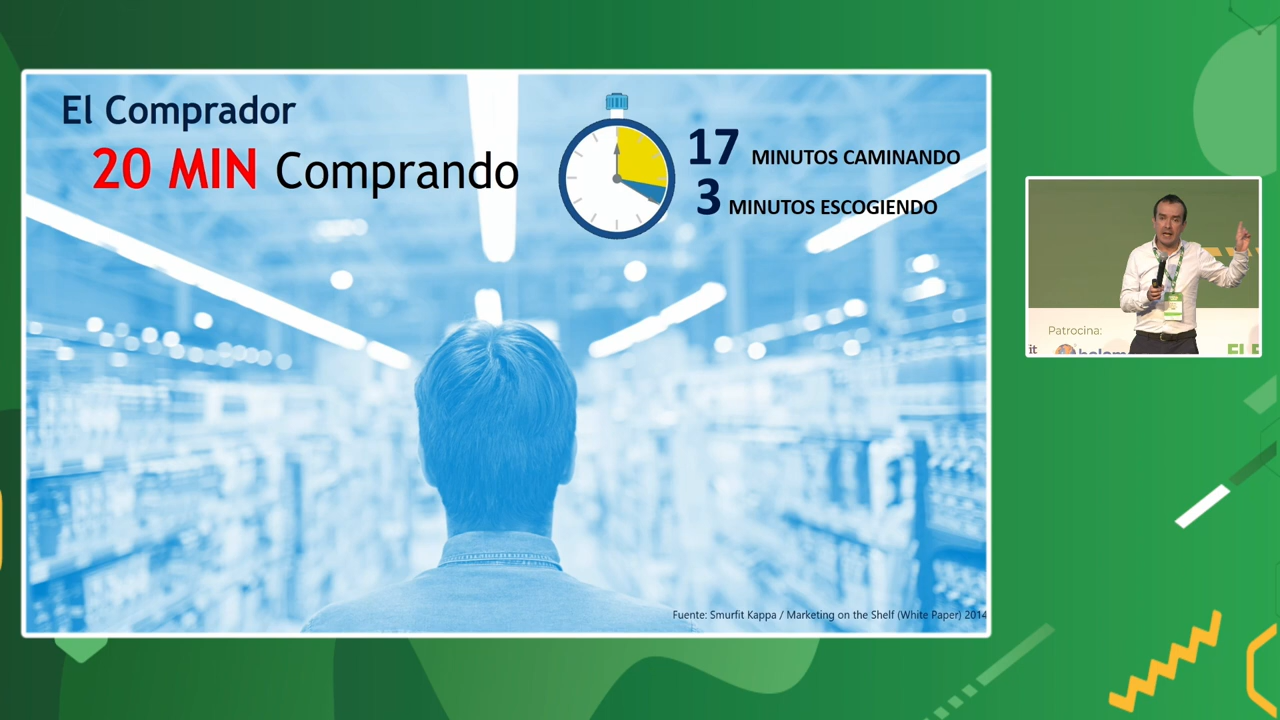 El Comprador
20 MIN Comprando
17 MINUTOS CAMINANDO
3 MINUTOS ESCOGIENDO
Fuente: Smurfit Kappa / Marketing on the Shelf (White Paper) 2014
Patrocina: